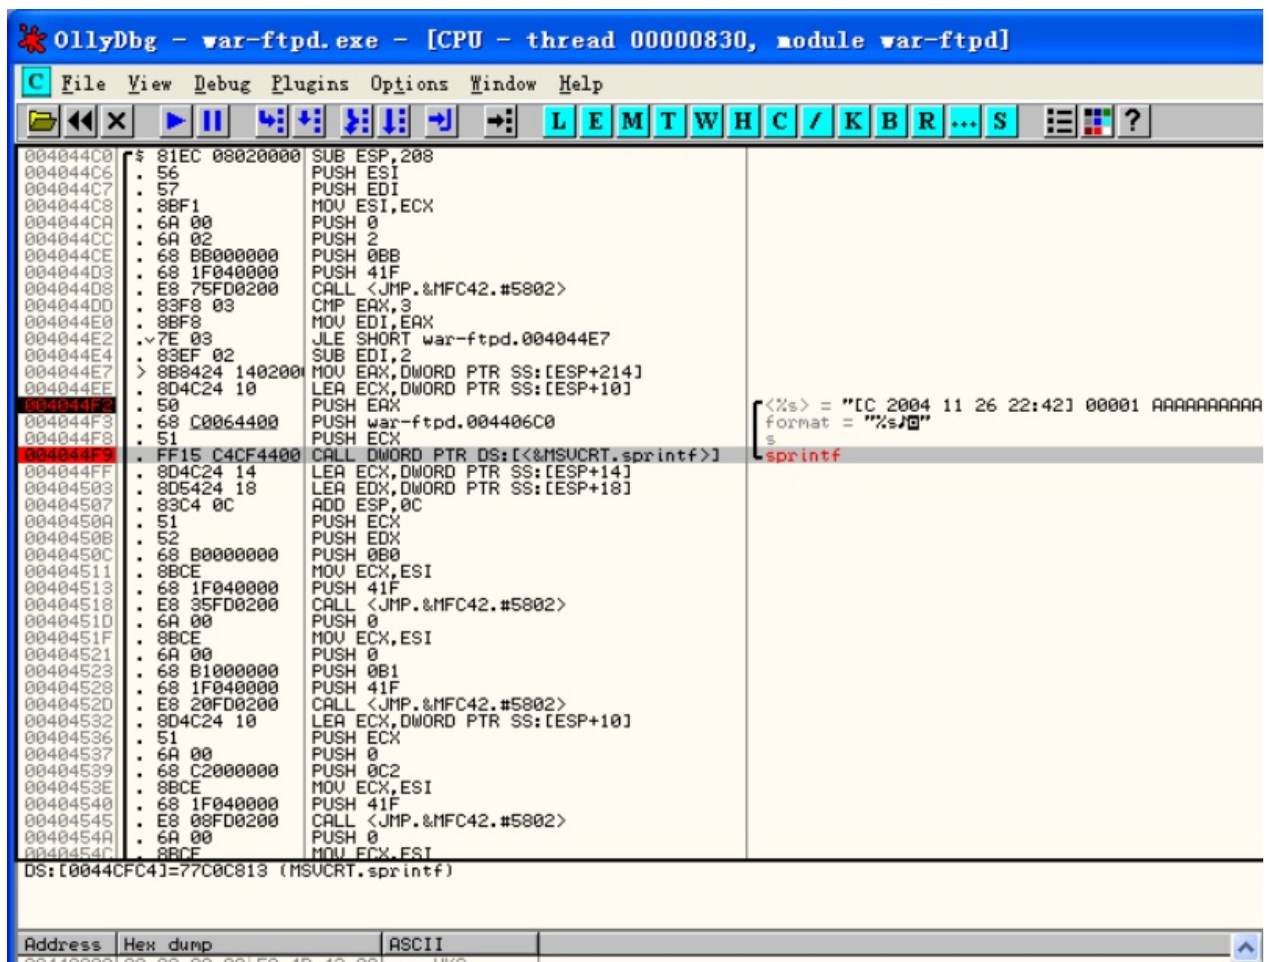 OllyDbg - war-ftpd.exe - [CPU - thread 00000830, module war-ftpd]
C File View Debug Plugins Options Window Help
L E M T W H C / K B R ... S ?
004044C0 $ 81EC 08020000 SUB ESP,208
004044C6 . 56 PUSH ESI
004044C7 . 57 PUSH EDI
004044C8 . 8BF1 MOV ESI,ECX
004044CA . 6A 00 PUSH 0
004044CC . 6A 02 PUSH 2
004044CE . 68 BB000000 PUSH 0BB
004044D3 . 68 1F040000 PUSH 41F
004044D8 . E8 75FD0200 CALL <JMP.&MFC42.#5802>
004044DD . 83F8 03 CMP EAX,3
004044E0 . 8BF8 MOV EDI,EAX
004044E2 . 7E 03 JLE SHORT war-ftpd.004044E7
004044E4 . 83EF 02 SUB EDI,2
004044E7 > 8B8424 140200 MOV EAX,DWORD PTR SS:[ESP+214]
004044EE . 8D4C24 10 LEA ECX,DWORD PTR SS:[ESP+10]
004044F2 . 50 PUSH EAX <%s> = "[C 2004 11 26 22:42] 00001 AAAAAAAAAA
004044F3 . 68 C0064400 PUSH war-ftpd.004406C0 format = "%s♪◙"
004044F8 . 51 PUSH ECX s
004044F9 . FF15 C4CF4400 CALL DWORD PTR DS:[<&MSVCRT.sprintf>] sprintf
004044FF . 8D4C24 14 LEA ECX,DWORD PTR SS:[ESP+14]
00404503 . 8D5424 18 LEA EDX,DWORD PTR SS:[ESP+18]
00404507 . 83C4 0C ADD ESP,0C
0040450A . 51 PUSH ECX
0040450B . 52 PUSH EDX
0040450C . 68 B0000000 PUSH 0B0
00404511 . 8BCE MOV ECX,ESI
00404513 . 68 1F040000 PUSH 41F
00404518 . E8 35FD0200 CALL <JMP.&MFC42.#5802>
0040451D . 6A 00 PUSH 0
0040451F . 8BCE MOV ECX,ESI
00404521 . 6A 00 PUSH 0
00404523 . 68 B1000000 PUSH 0B1
00404528 . 68 1F040000 PUSH 41F
0040452D . E8 20FD0200 CALL <JMP.&MFC42.#5802>
00404532 . 8D4C24 10 LEA ECX,DWORD PTR SS:[ESP+10]
00404536 . 51 PUSH ECX
00404537 . 6A 00 PUSH 0
00404539 . 68 C2000000 PUSH 0C2
0040453E . 8BCE MOV ECX,ESI
00404540 . 68 1F040000 PUSH 41F
00404545 . E8 08FD0200 CALL <JMP.&MFC42.#5802>
0040454A . 6A 00 PUSH 0
0040454C . 8BCE MOV ECX,ESI
DS:[0044CFC4]=77C0C813 (MSVCRT.sprintf)
Address Hex dump ASCII